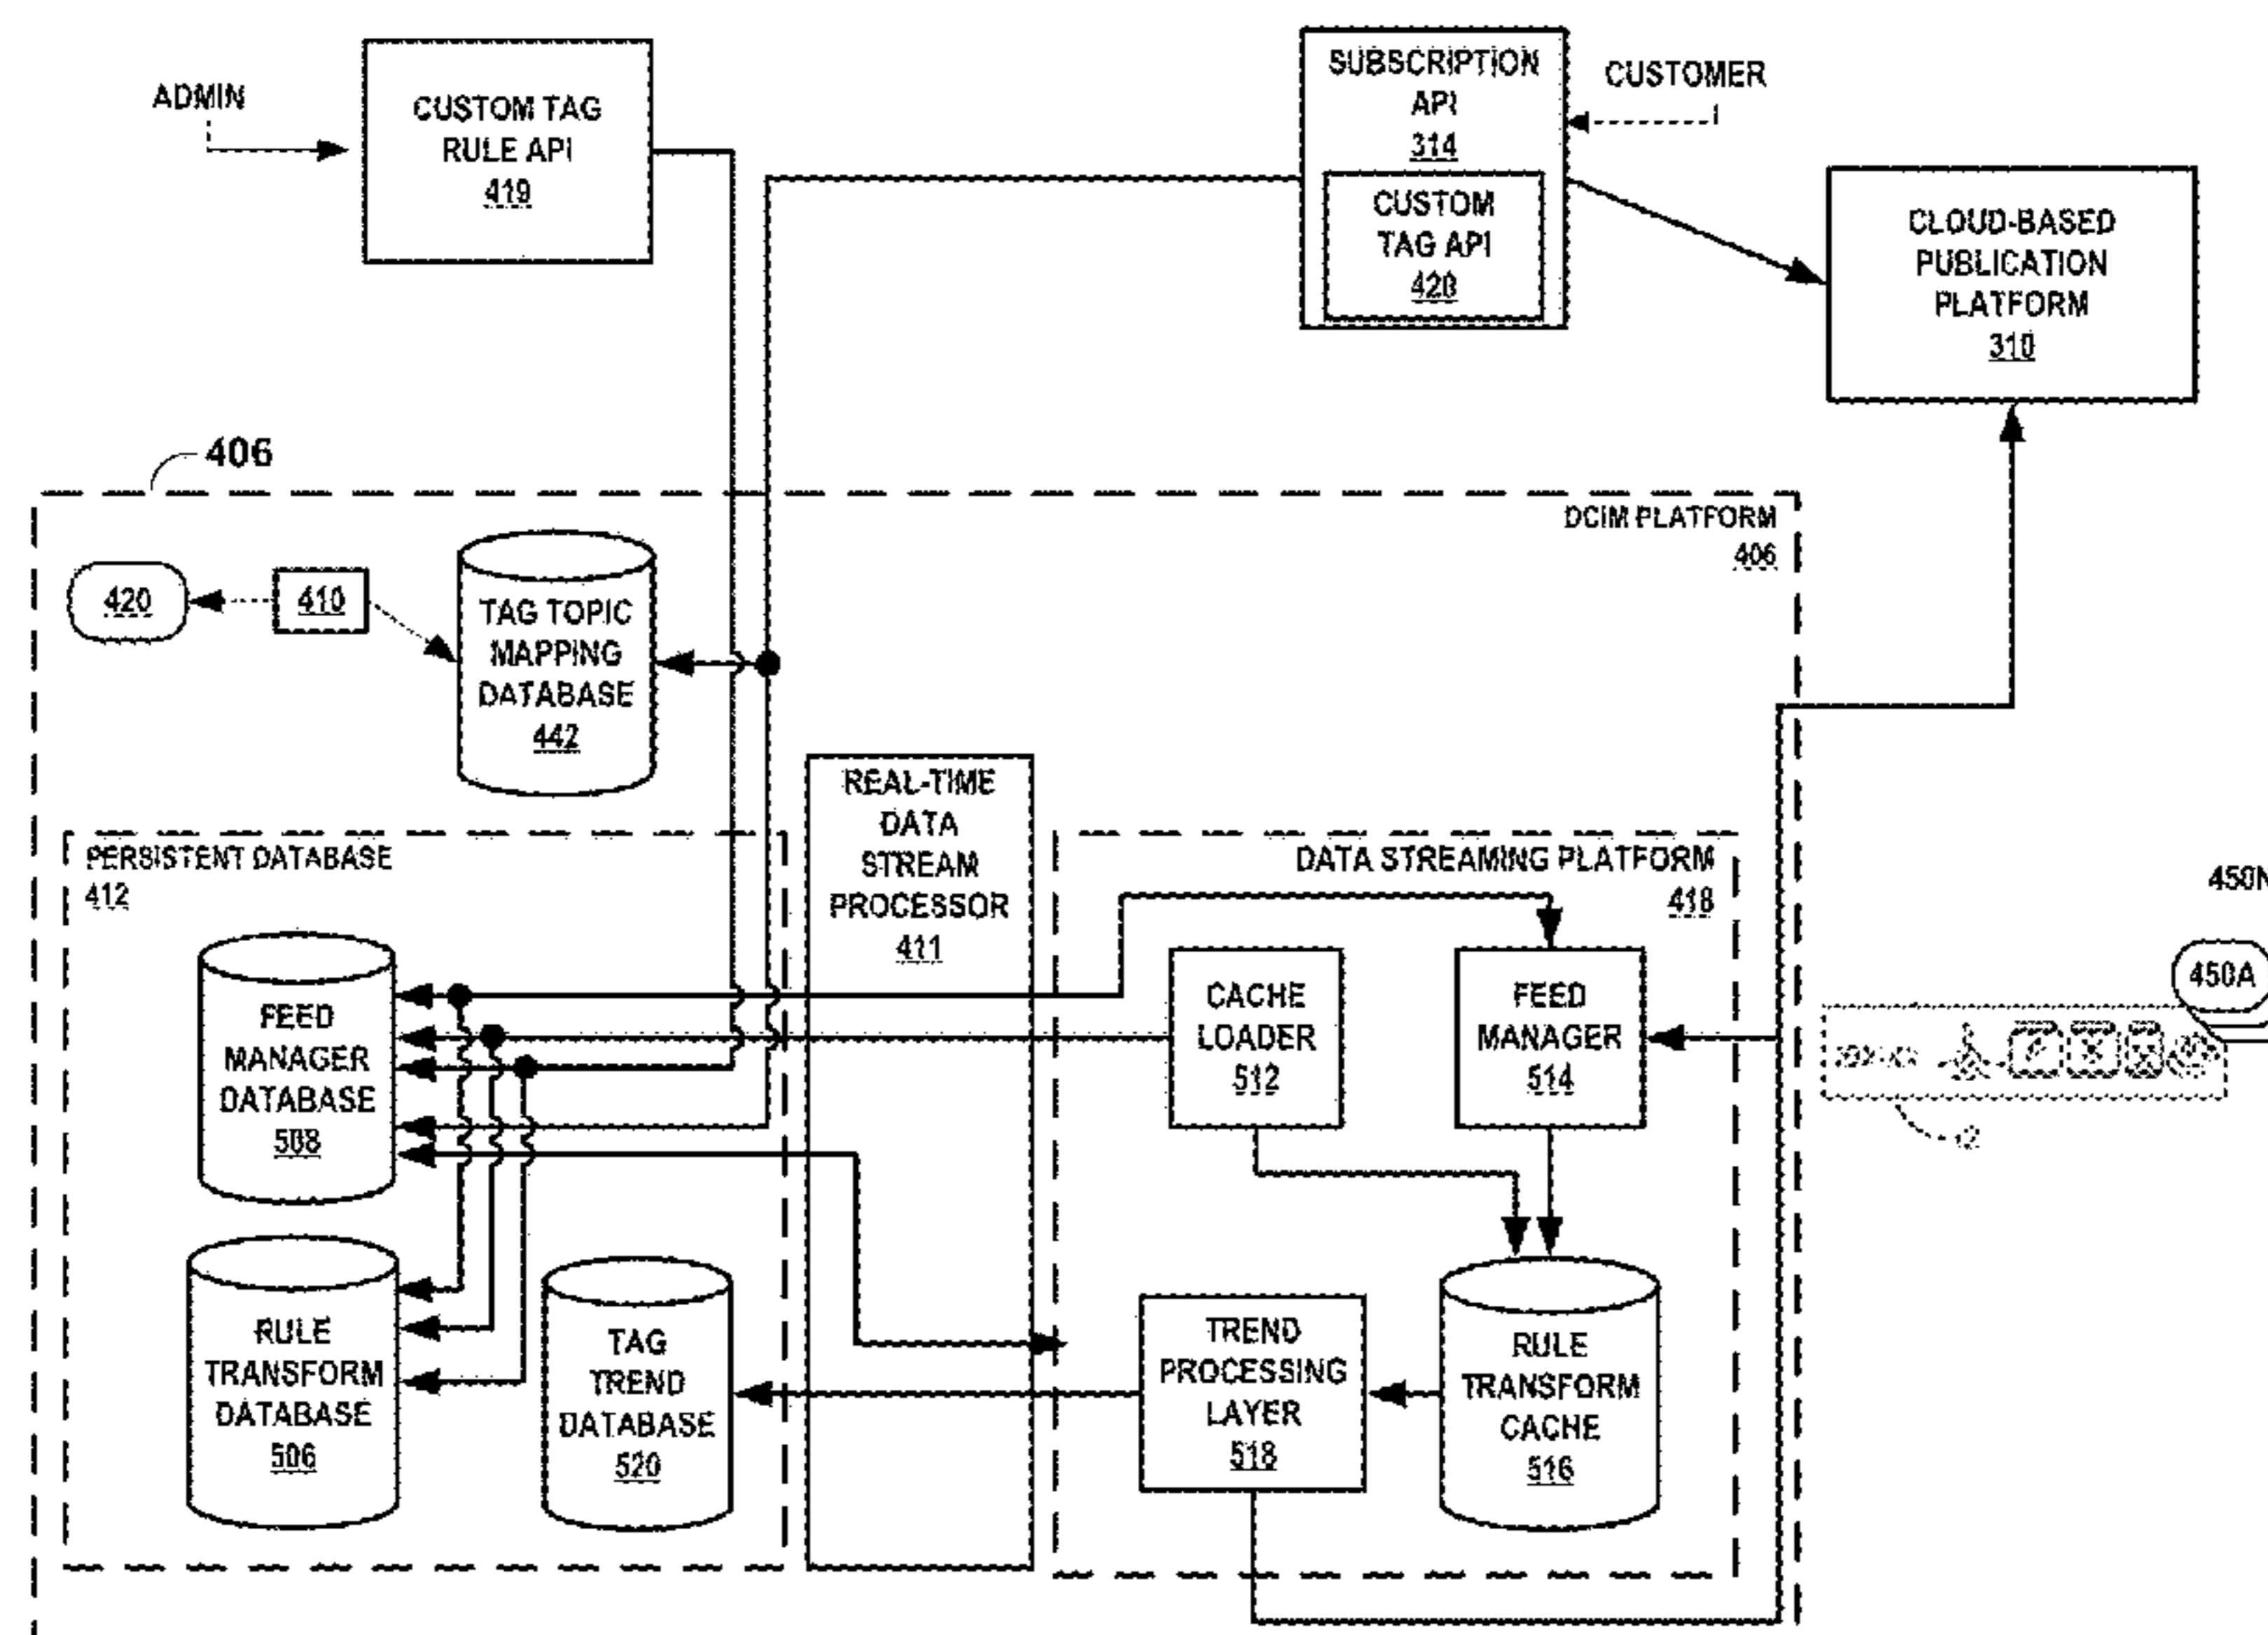 ADMIN
CUSTOM TAG
RULE API
419
SUBSCRIPTION
API
314
CUSTOM
TAG API
420
CUSTOMER
CLOUD-BASED
PUBLICATION
PLATFORM
310
406
DCIM PLATFORM
406
420
410
TAG TOPIC
MAPPING
DATABASE
442
REAL-TIME
DATA
STREAM
PROCESSOR
411
PERSISTENT DATABASE
412
DATA STREAMING PLATFORM
418
FEED
MANAGER
DATABASE
508
CACHE
LOADER
512
FEED
MANAGER
514
450N
450A
12
RULE
TRANSFORM
DATABASE
506
TAG
TREND
DATABASE
520
TREND
PROCESSING
LAYER
518
RULE
TRANSFORM
CACHE
516